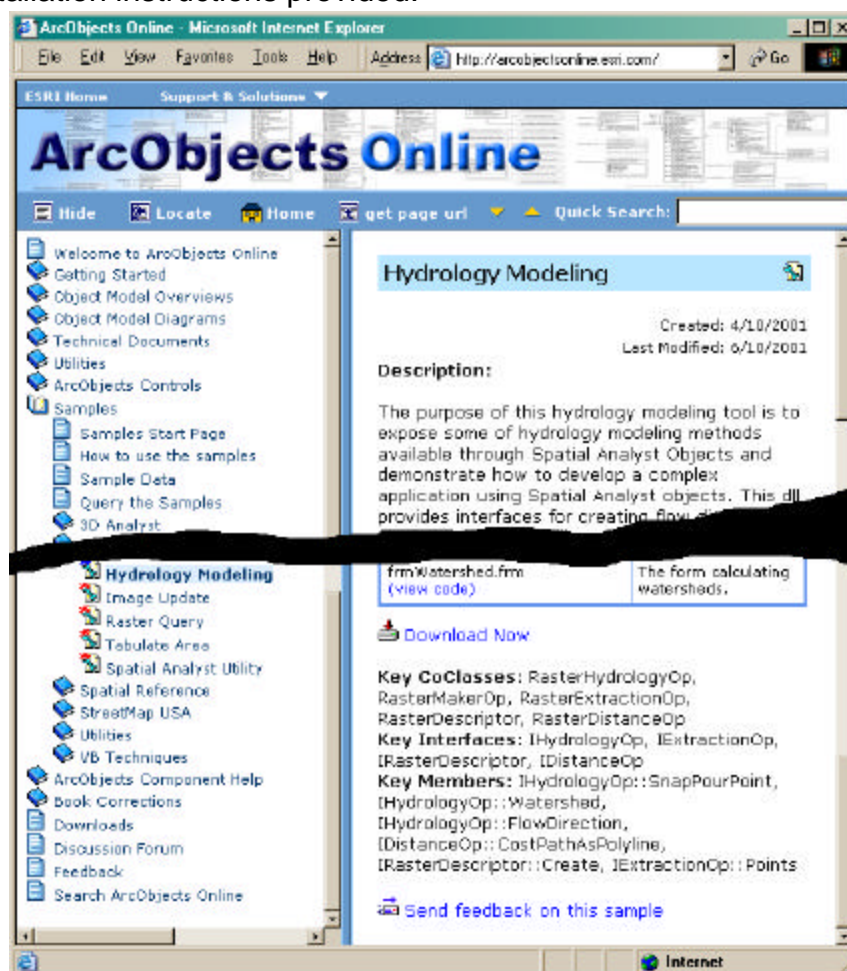 tallation instructions provided.
ArcObjects Online - Microsoft Internet Explorer
File Edit View Favorites Tools Help Address http://arcobjectsonline.esri.com/ Go
ESRI Home Support & Solutions
ArcObjects Online
Hide Locate Home get page url Quick Search:
Welcome to ArcObjects Online
Getting Started
Object Model Overviews
Object Model Diagrams
Technical Documents
Utilities
ArcObjects Controls
Samples
Samples Start Page
How to use the samples
Sample Data
Query the Samples
3D Analyst
Hydrology Modeling
Image Update
Raster Query
Tabulate Area
Spatial Analyst Utility
Spatial Reference
StreetMap USA
Utilities
VB Techniques
ArcObjects Component Help
Book Corrections
Downloads
Discussion Forum
Feedback
Search ArcObjects Online
Hydrology Modeling
Created: 4/10/2001
Last Modified: 6/10/2001
Description:
The purpose of this hydrology modeling tool is to
expose some of hydrology modeling methods
available through Spatial Analyst Objects and
demonstrate how to develop a complex
application using Spatial Analyst objects. This dll
provides interfaces for creating flow
frmWatershed.frm
(view code)
The form calculating
watersheds.
Download Now
Key CoClasses: RasterHydrologyOp,
RasterMakerOp, RasterExtractionOp,
RasterDescriptor, RasterDistanceOp
Key Interfaces: IHydrologyOp, IExtractionOp,
IRasterDescriptor, IDistanceOp
Key Members: IHydrologyOp::SnapPourPoint,
IHydrologyOp::Watershed,
IHydrologyOp::FlowDirection,
IDistanceOp::CostPathAsPolyline,
IRasterDescriptor::Create, IExtractionOp::Points
Send feedback on this sample
Internet